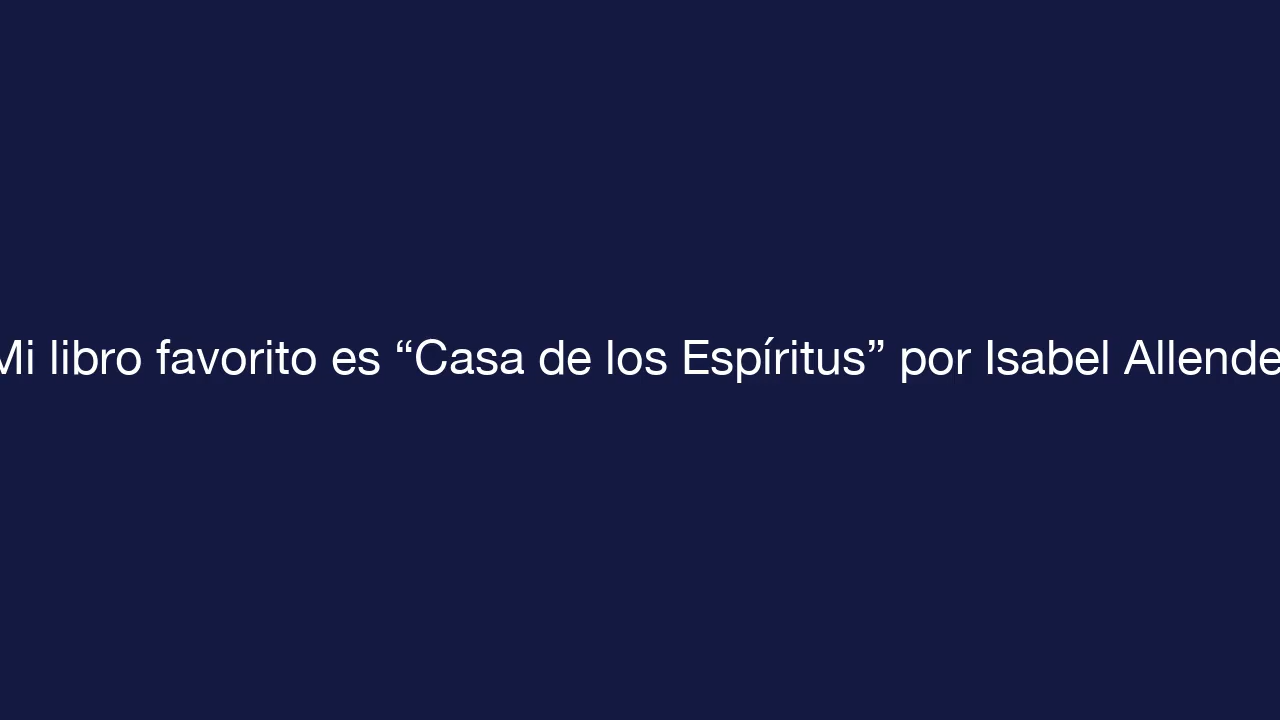 Mi libro favorito es “Casa de los Espíritus” por Isabel Allende